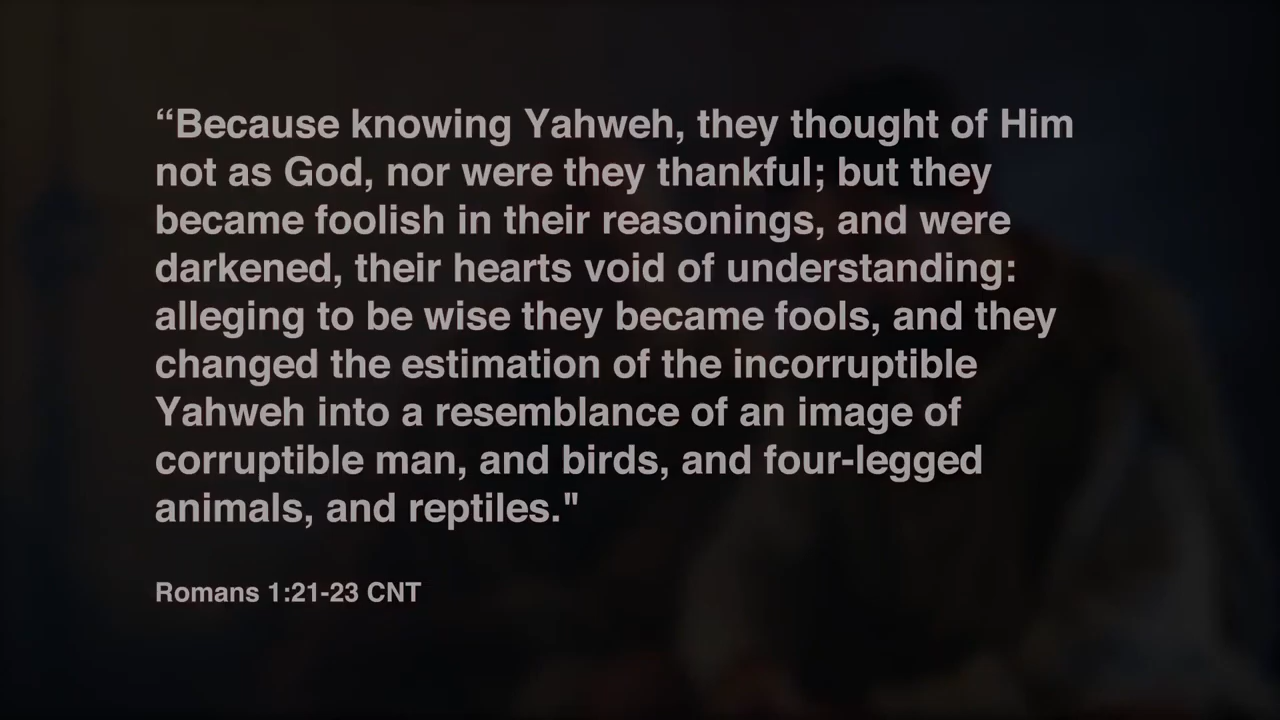 “Because knowing Yahweh, they thought of Him
not as God, nor were they thankful; but they
became foolish in their reasonings, and were
darkened, their hearts void of understanding:
alleging to be wise they became fools, and they
changed the estimation of the incorruptible
Yahweh into a resemblance of an image of
corruptible man, and birds, and four-legged
animals, and reptiles."
Romans 1:21-23 CNT